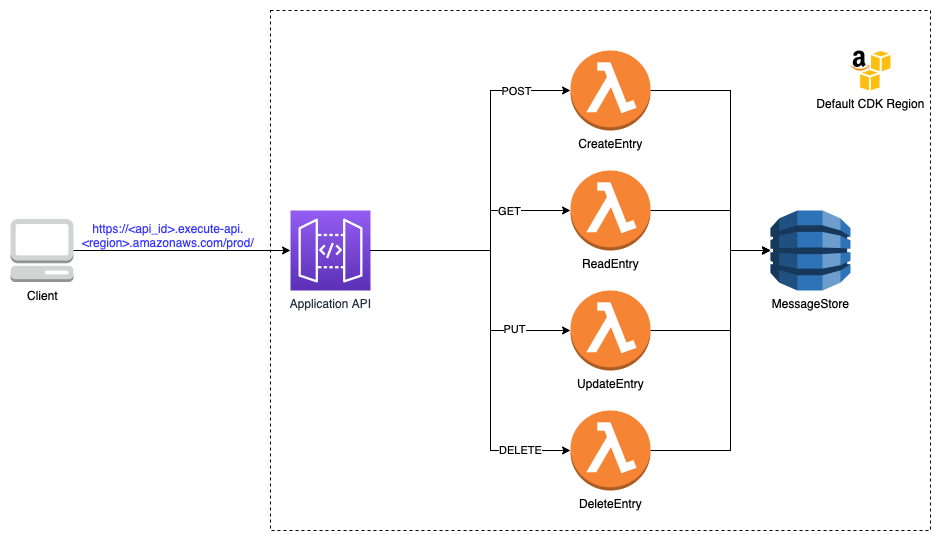 Default CDK Region
POST
CreateEntry
GET
ReadEntry
https://<api_id>.execute-api.
<region>.amazonaws.com/prod/
Client
</>
Application API
MessageStore
PUT
UpdateEntry
DELETE
DeleteEntry